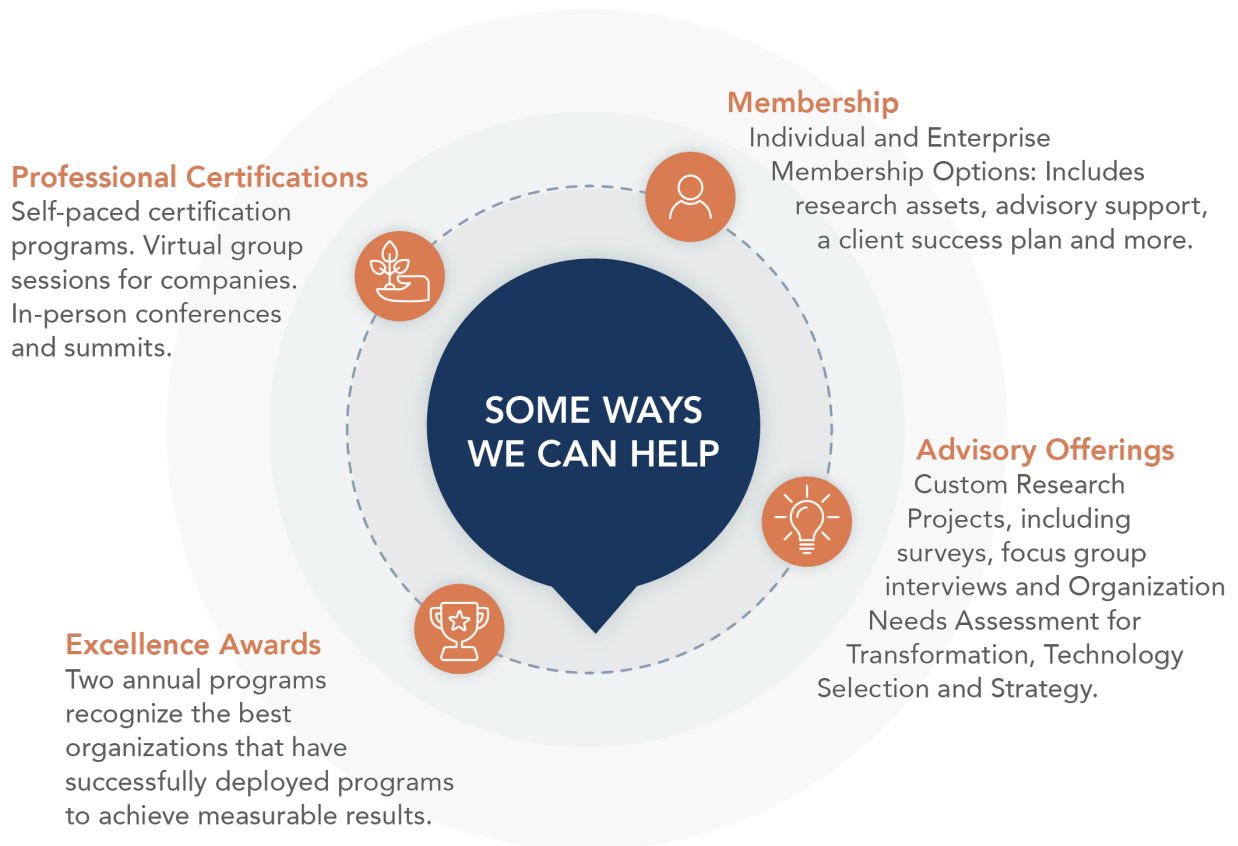 Membership
Individual and Enterprise
Membership Options: Includes
research assets, advisory support,
a client success plan and more.
Professional Certifications
Self-paced certification
programs. Virtual group
sessions for companies.
In-person conferences
and summits.
SOME WAYS
WE CAN HELP
Advisory Offerings
Custom Research
Projects, including
surveys, focus group
interviews and Organization
Needs Assessment for
Transformation, Technology
Selection and Strategy.
Excellence Awards
Two annual programs
recognize the best
organizations that have
successfully deployed programs
to achieve measurable results.